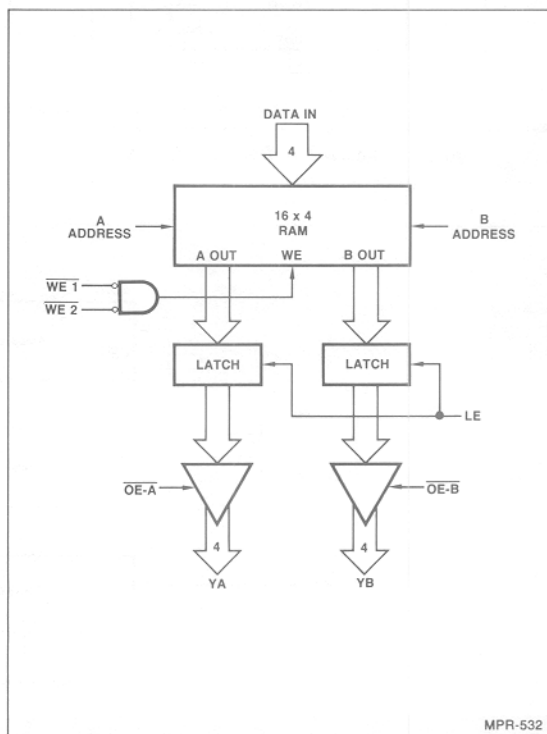 DATA IN
4
16 x 4
RAM
A
ADDRESS
B
ADDRESS
A OUT
WE
B OUT
WE 1
WE 2
LATCH
LATCH
LE
OE-A
OE-B
4
4
YA
YB
MPR-532